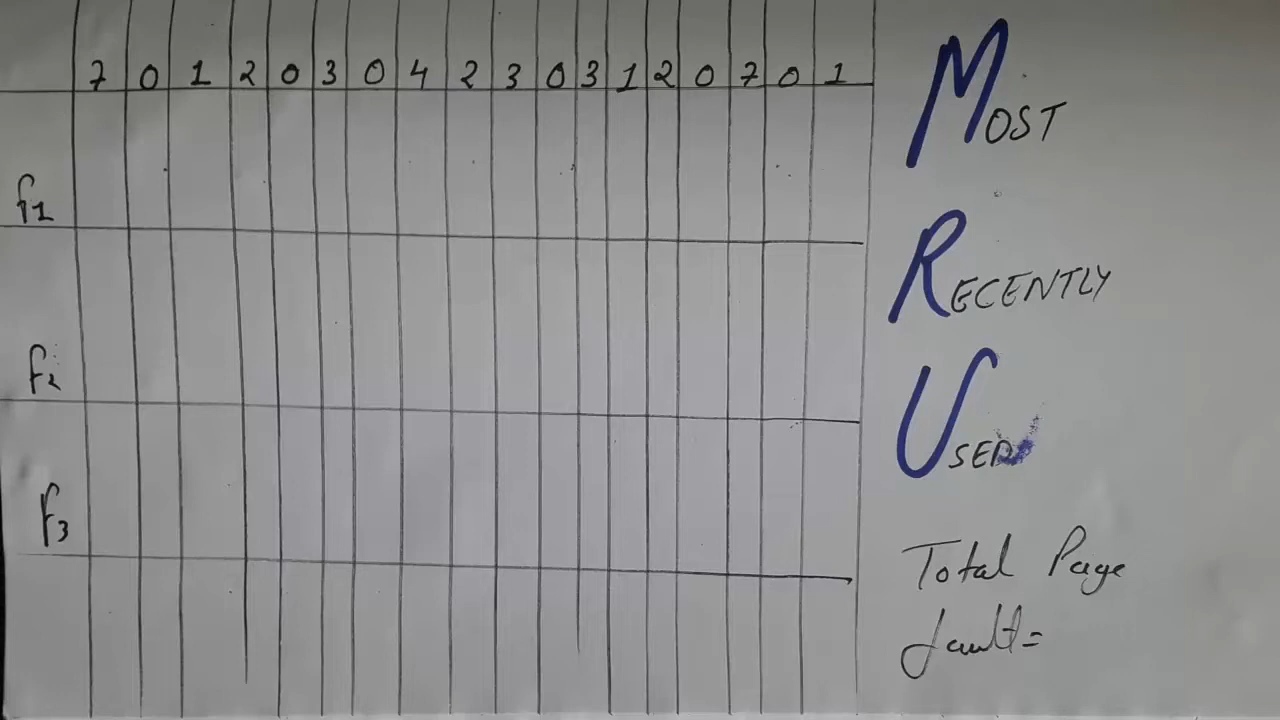 7 0 1 2 0 3 0 4 2 3 0 3 1 2 0 7 0 1
f1
f2
f3
MOST
RECENTLY
USED
Total Page
fault=